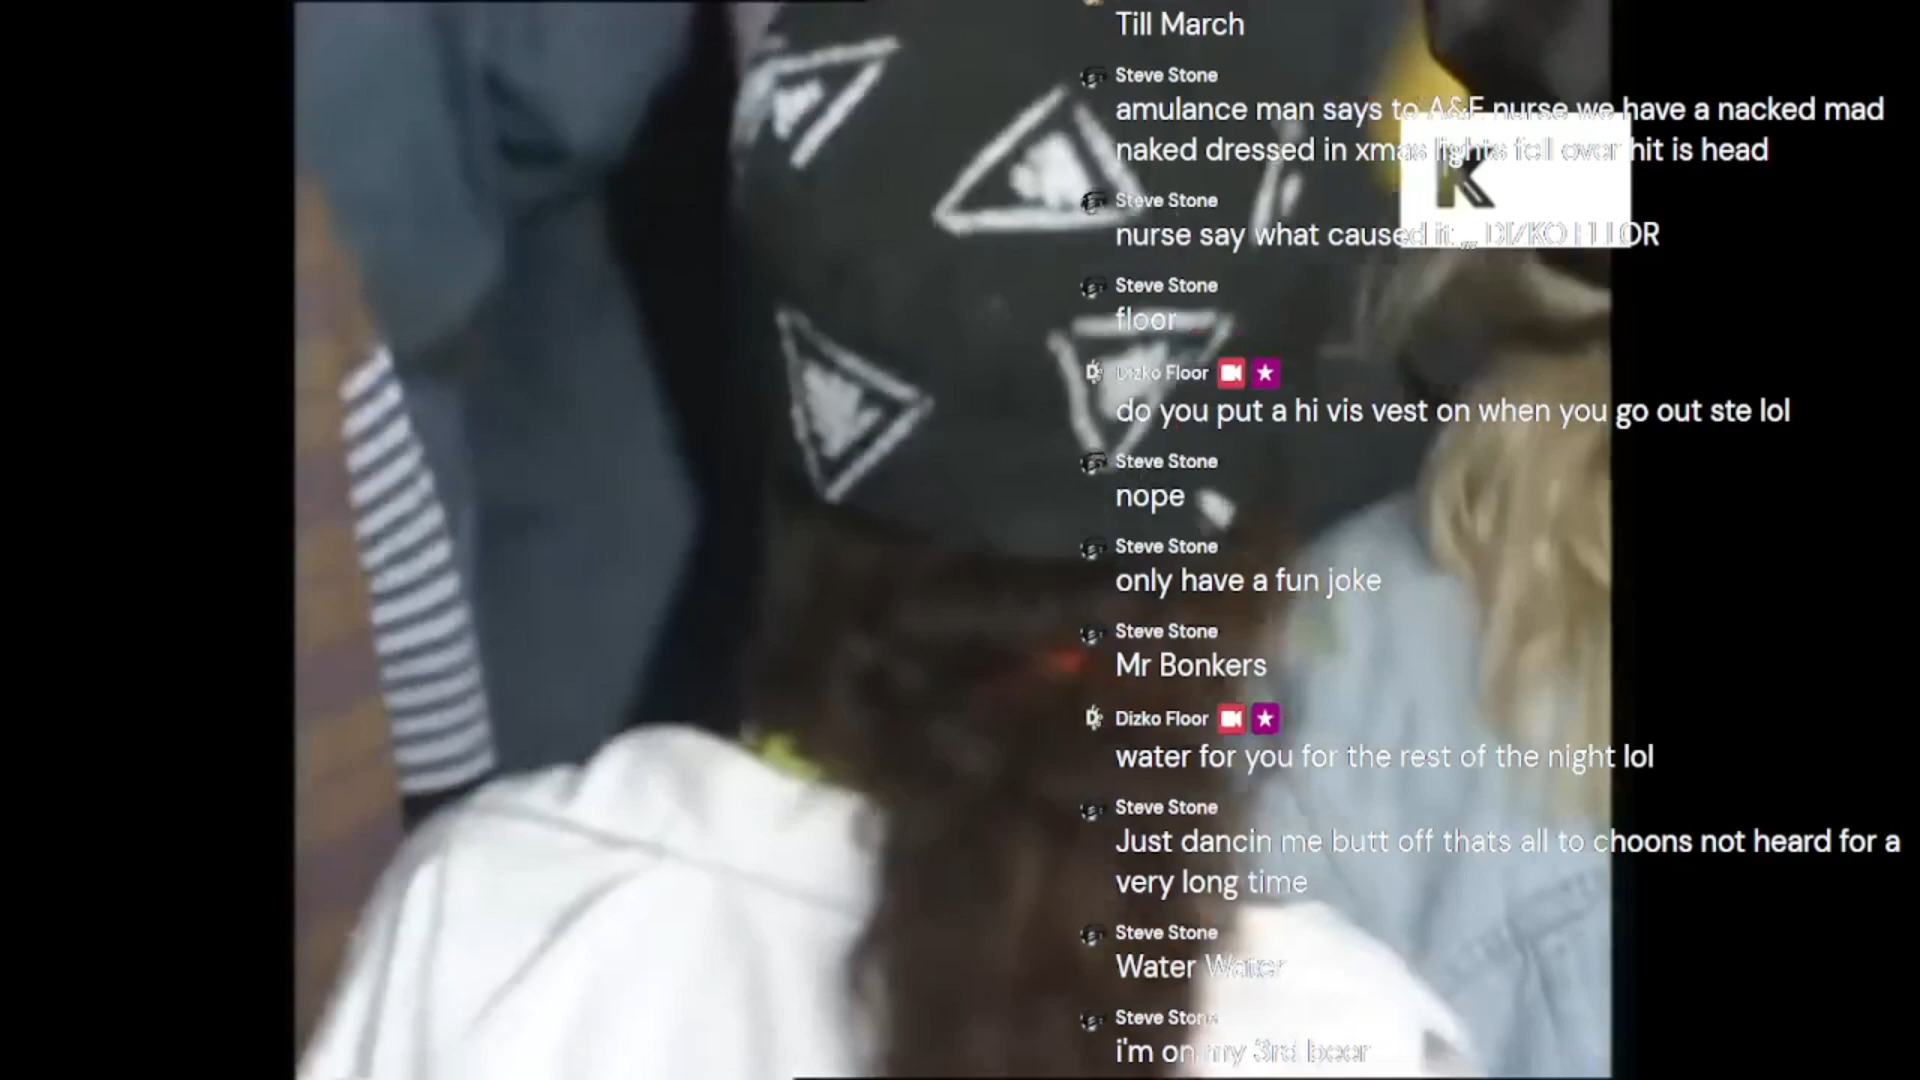 Till March
Steve Stone
amulance man says to A&E nurse we have a nacked mad
naked dressed in xmas lights fell over hit is head
K
Steve Stone
nurse say what caused it ,,, DIZKO FLLOR
Steve Stone
floor
Dizko Floor
do you put a hi vis vest on when you go out ste lol
Steve Stone
nope
Steve Stone
only have a fun joke
Steve Stone
Mr Bonkers
Dizko Floor
water for you for the rest of the night lol
Steve Stone
Just dancin me butt off thats all to choons not heard for a
very long time
Steve Stone
Water Water
Steve Stone
i'm on my 3rd beer